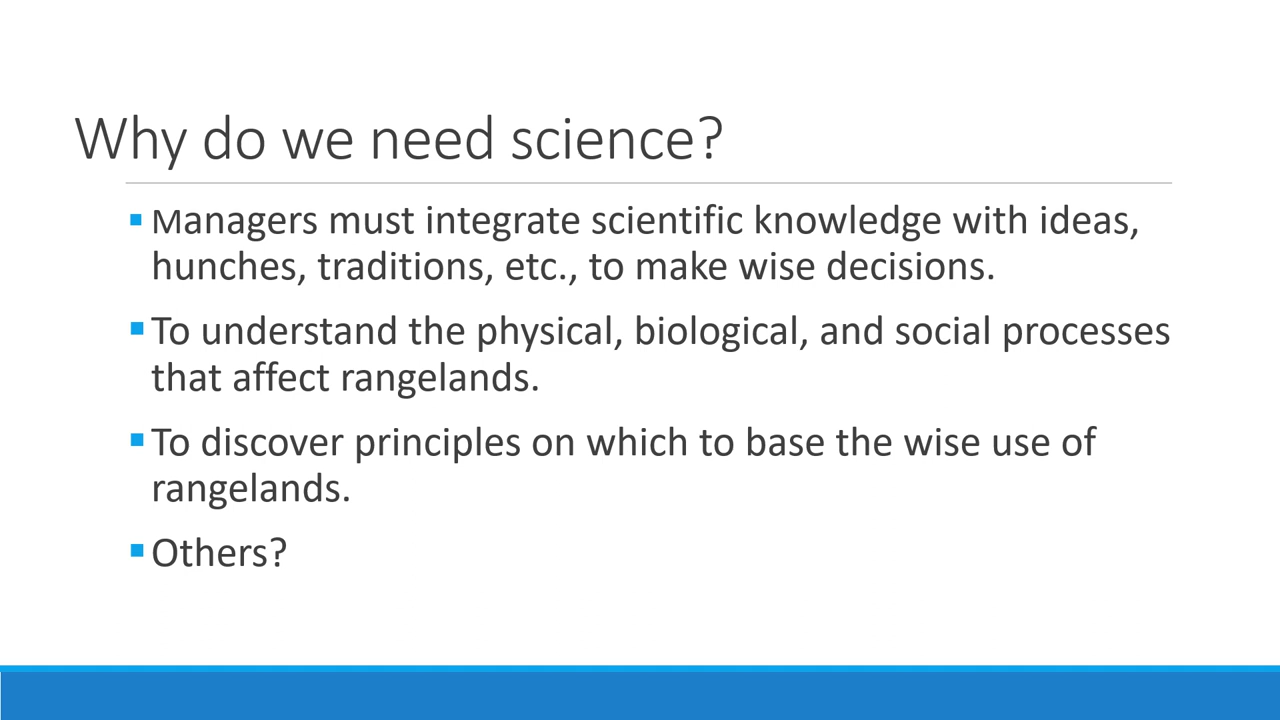 Why do we need science?
▪ Managers must integrate scientific knowledge with ideas,
hunches, traditions, etc., to make wise decisions.
▪ To understand the physical, biological, and social processes
that affect rangelands.
▪ To discover principles on which to base the wise use of
rangelands.
▪ Others?